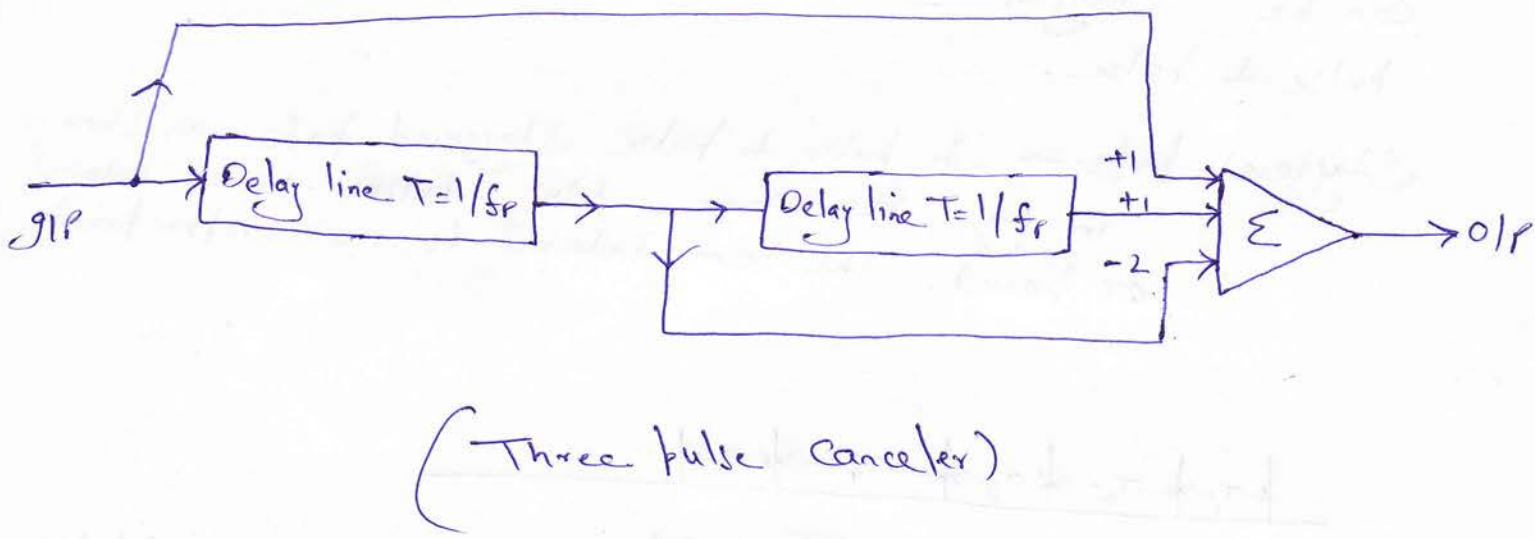 +1
Delay line T=1/fp
Delay line T=1/fp
+1
I/P
Σ
O/P
-2
(Three pulse Canceler)